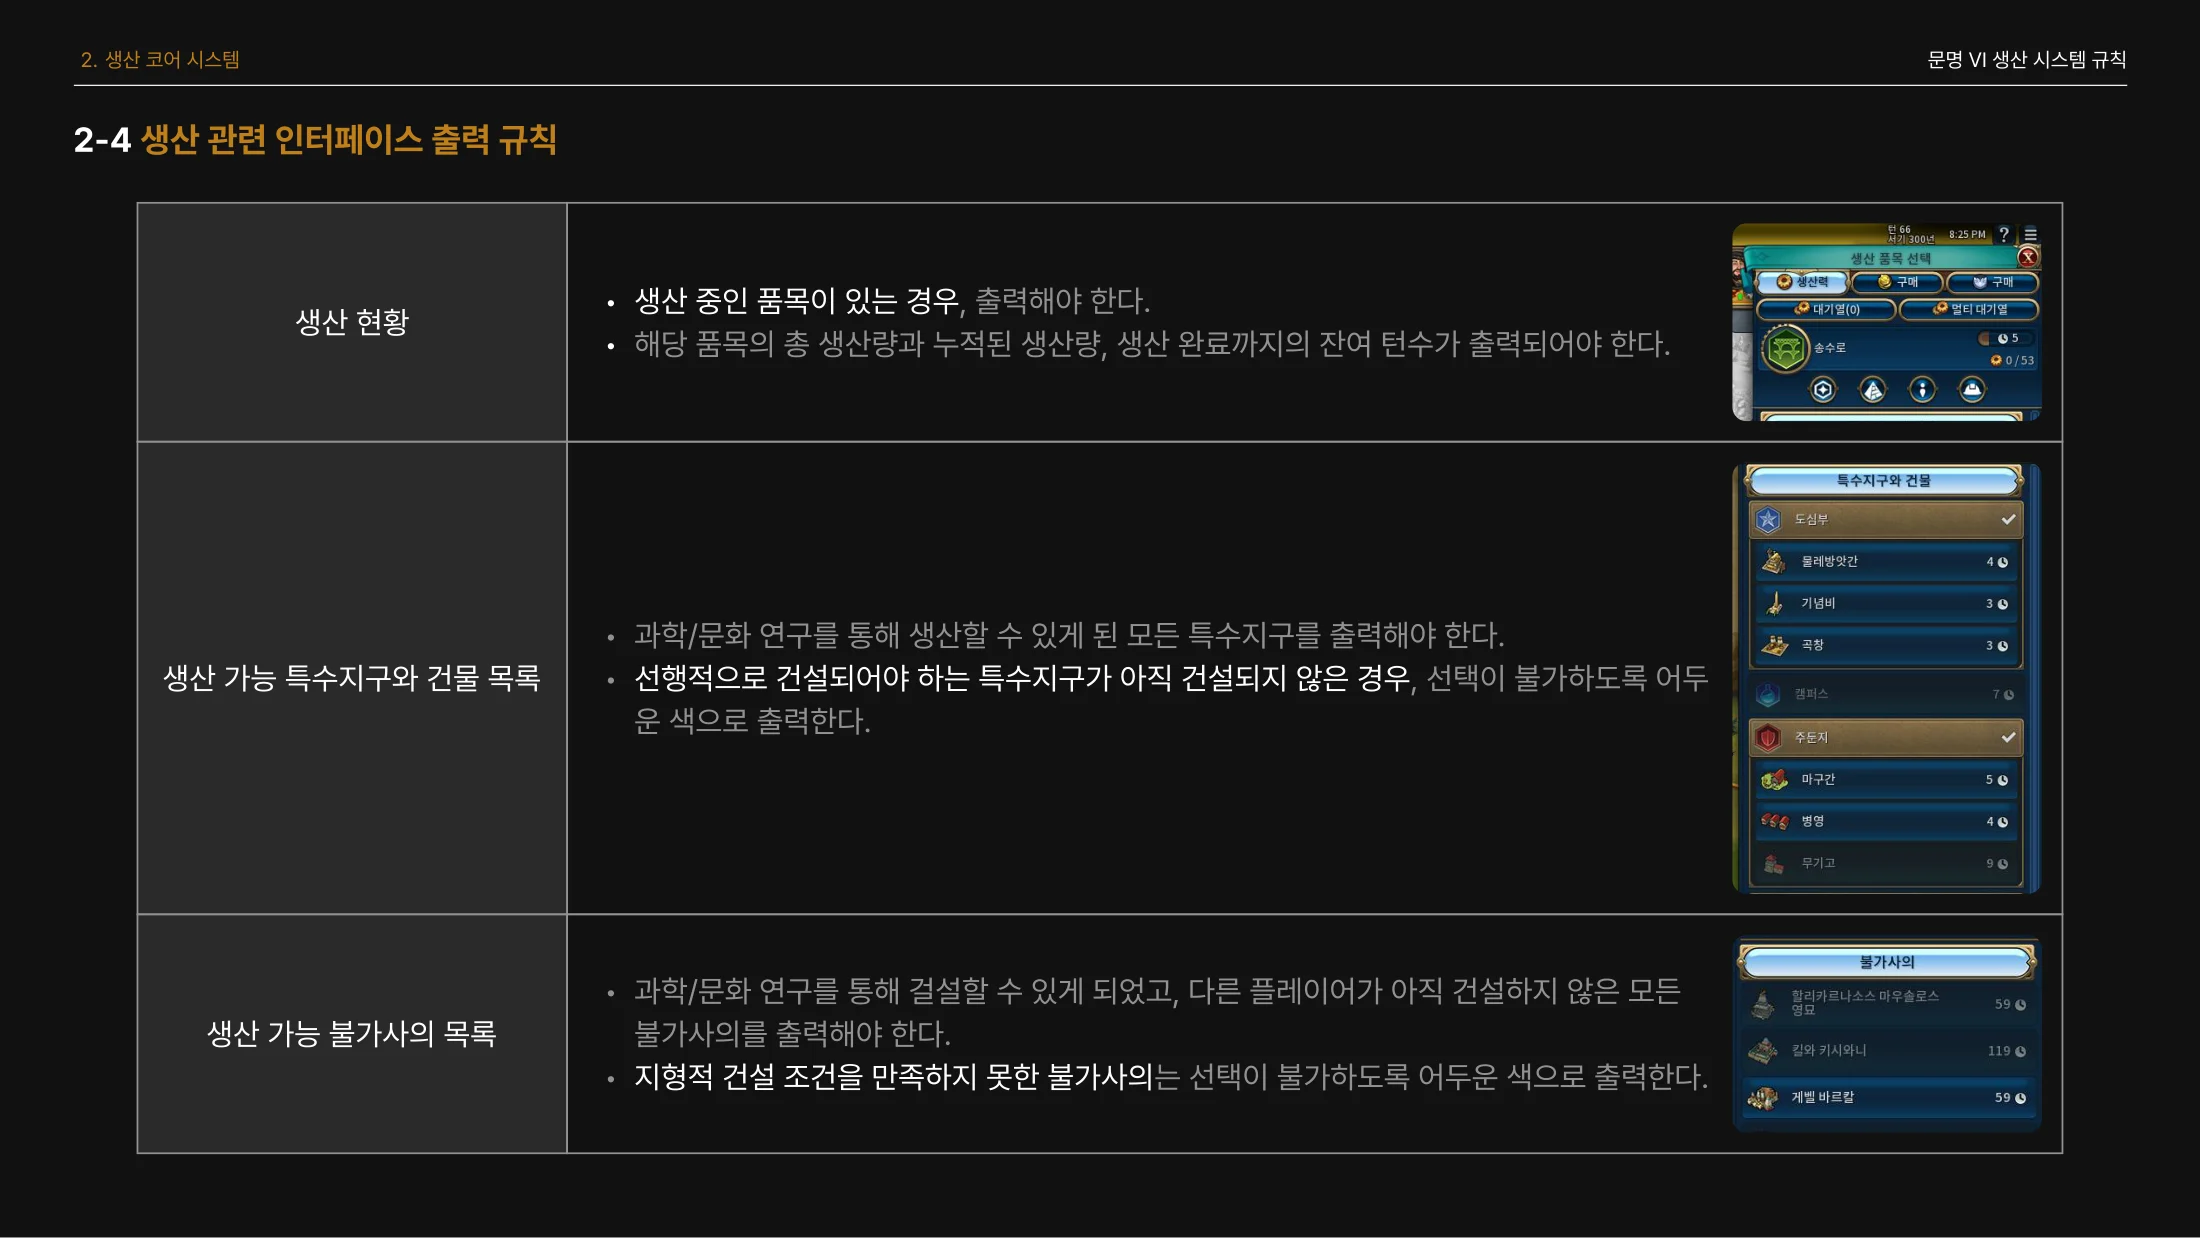 2. 생산 코어 시스템
문명 VI 생산 시스템 규칙
2-4 생산 관련 인터페이스 출력 규칙
생산 현황
• 생산 중인 품목이 있는 경우, 출력해야 한다.
• 해당 품목의 총 생산량과 누적된 생산량, 생산 완료까지의 잔여 턴수가 출력되어야 한다.
턴 66
서기 300년
8:25 PM ?
생산 품목 선택
X
생산력 구매 구매
대기열(0) 멀티 대기열
송수로
5
0/53
생산 가능 특수지구와 건물 목록
• 과학/문화 연구를 통해 생산할 수 있게 된 모든 특수지구를 출력해야 한다.
• 선행적으로 건설되어야 하는 특수지구가 아직 건설되지 않은 경우, 선택이 불가하도록 어두
운 색으로 출력한다.
특수지구와 건물
도심부
물레방앗간 4
기념비 3
곡창 3
캠퍼스 7
주둔지
마구간 5
병영 4
무기고 9
생산 가능 불가사의 목록
• 과학/문화 연구를 통해 걸설할 수 있게 되었고, 다른 플레이어가 아직 건설하지 않은 모든
불가사의를 출력해야 한다.
• 지형적 건설 조건을 만족하지 못한 불가사의는 선택이 불가하도록 어두운 색으로 출력한다.
불가사의
할리카르나소스 마우솔로스
영묘
59
킬와 키시와니 119
게벨 바르칼 59